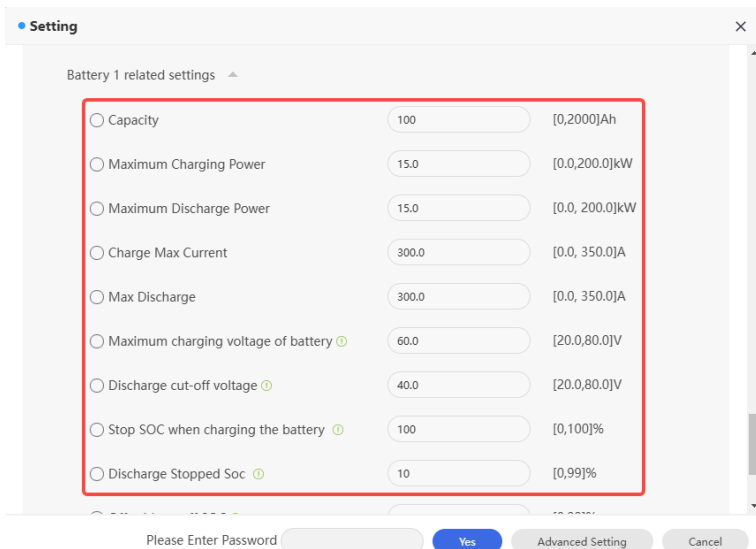 Setting
Battery 1 related settings
Capacity 100 [0,2000]Ah
Maximum Charging Power 15.0 [0.0,200.0]kW
Maximum Discharge Power 15.0 [0.0, 200.0]kW
Charge Max Current 300.0 [0.0, 350.0]A
Max Discharge 300.0 [0.0, 350.0]A
Maximum charging voltage of battery 60.0 [20.0,80.0]V
Discharge cut-off voltage 40.0 [20.0,80.0]V
Stop SOC when charging the battery 100 [0,100]%
Discharge Stopped Soc 10 [0,99]%
Please Enter Password Yes Advanced Setting Cancel